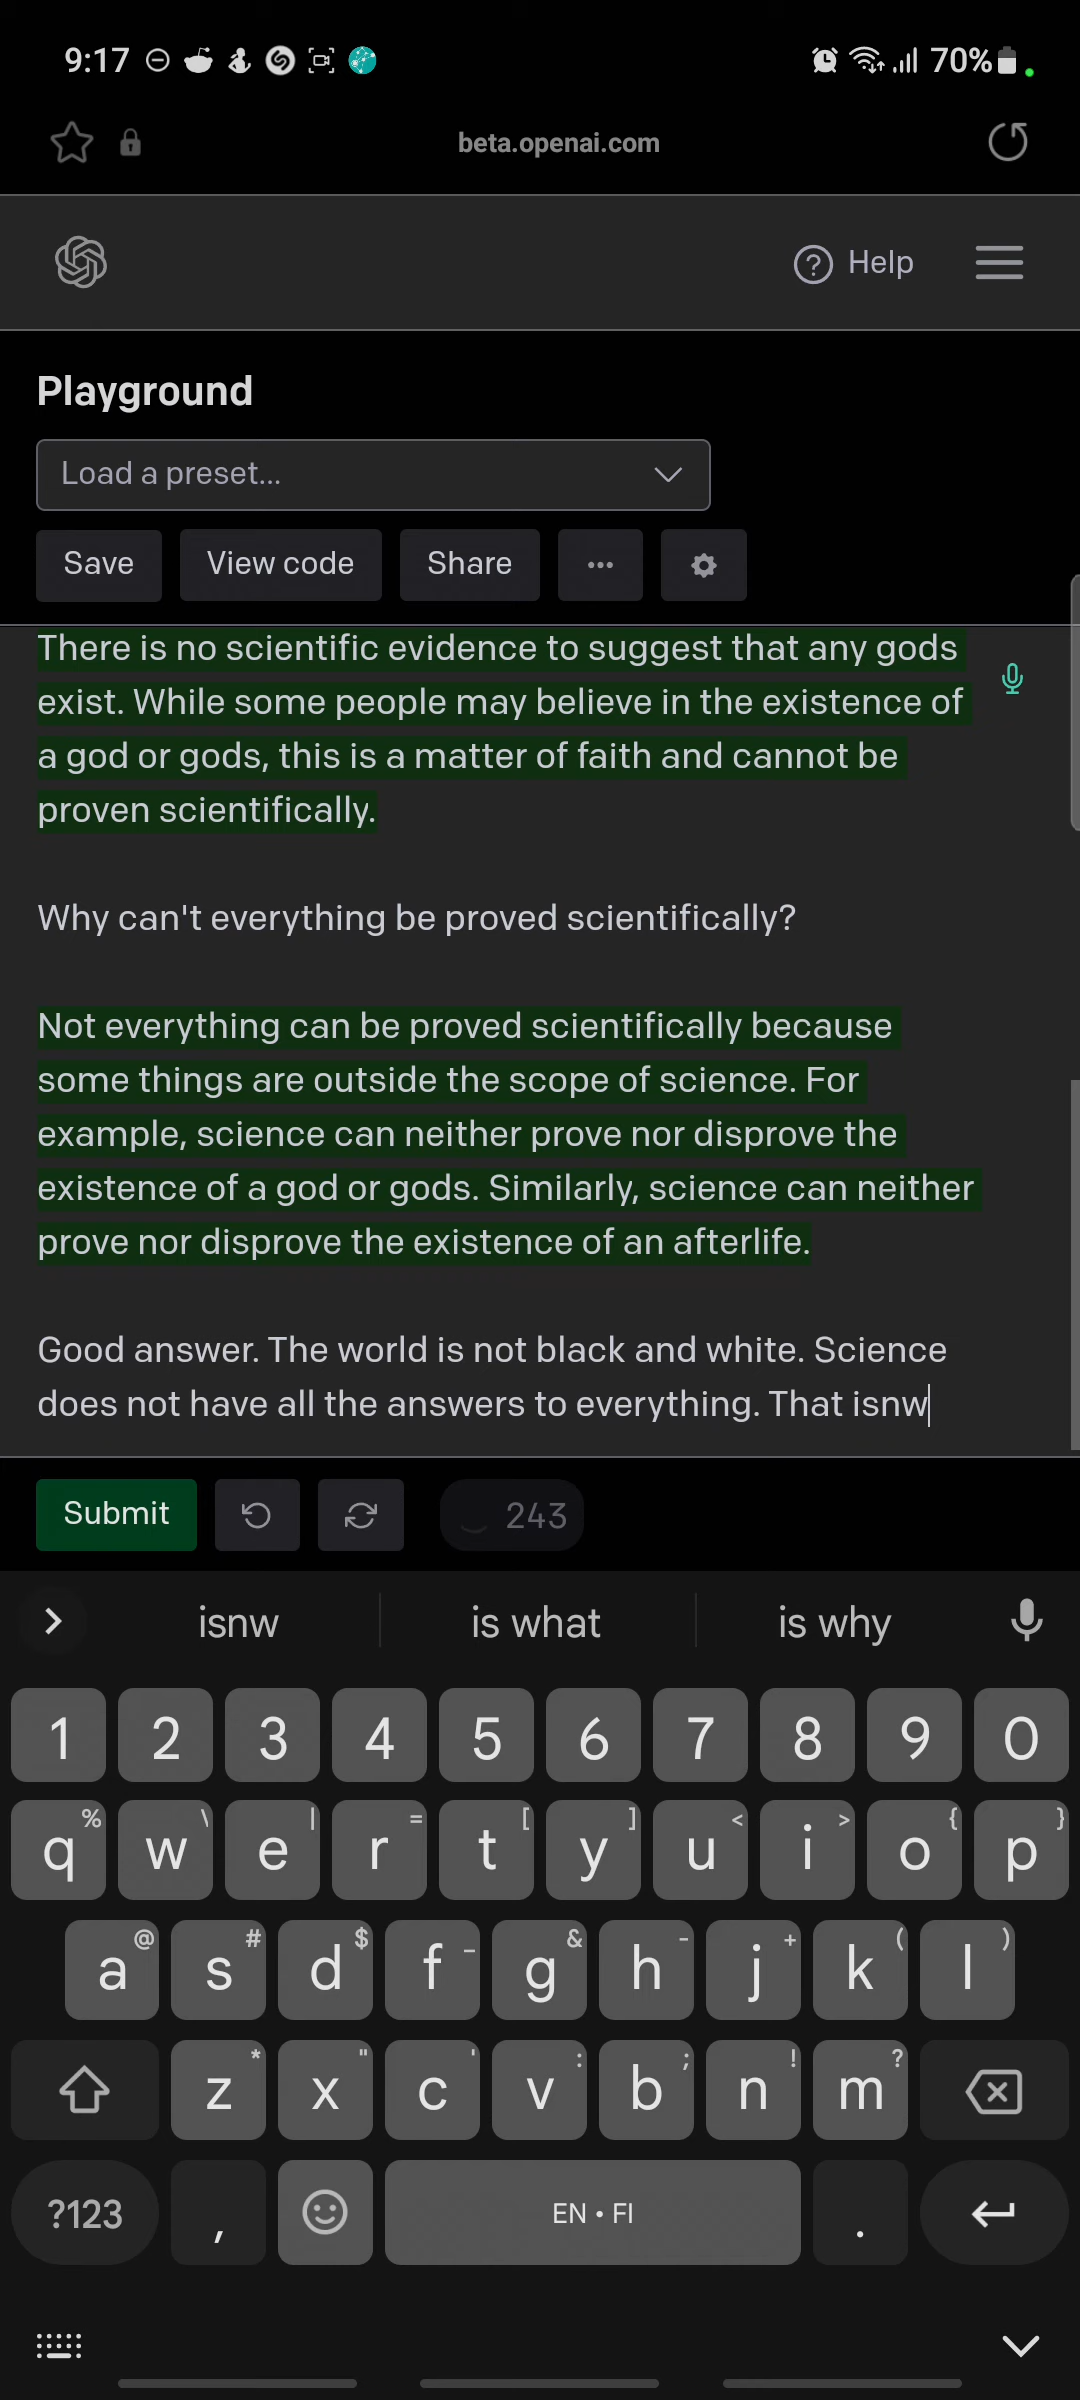 9:17 70%
beta.openai.com
Help
Playground
Load a preset...
Save View code Share ...
There is no scientific evidence to suggest that any gods
exist. While some people may believe in the existence of
a god or gods, this is a matter of faith and cannot be
proven scientifically.
Why can't everything be proved scientifically?
Not everything can be proved scientifically because
some things are outside the scope of science. For
example, science can neither prove nor disprove the
existence of a god or gods. Similarly, science can neither
prove nor disprove the existence of an afterlife.
Good answer. The world is not black and white. Science
does not have all the answers to everything. That isnw
Submit 243
isnw is what is why
1 2 3 4 5 6 7 8 9 0
% \ | = [ ] < > { }
q w e r t y u i o p
@ # $ _ & - + ( )
a s d f g h j k l
* " ' : ; ! ?
z x c v b n m
?123 , EN • FI .